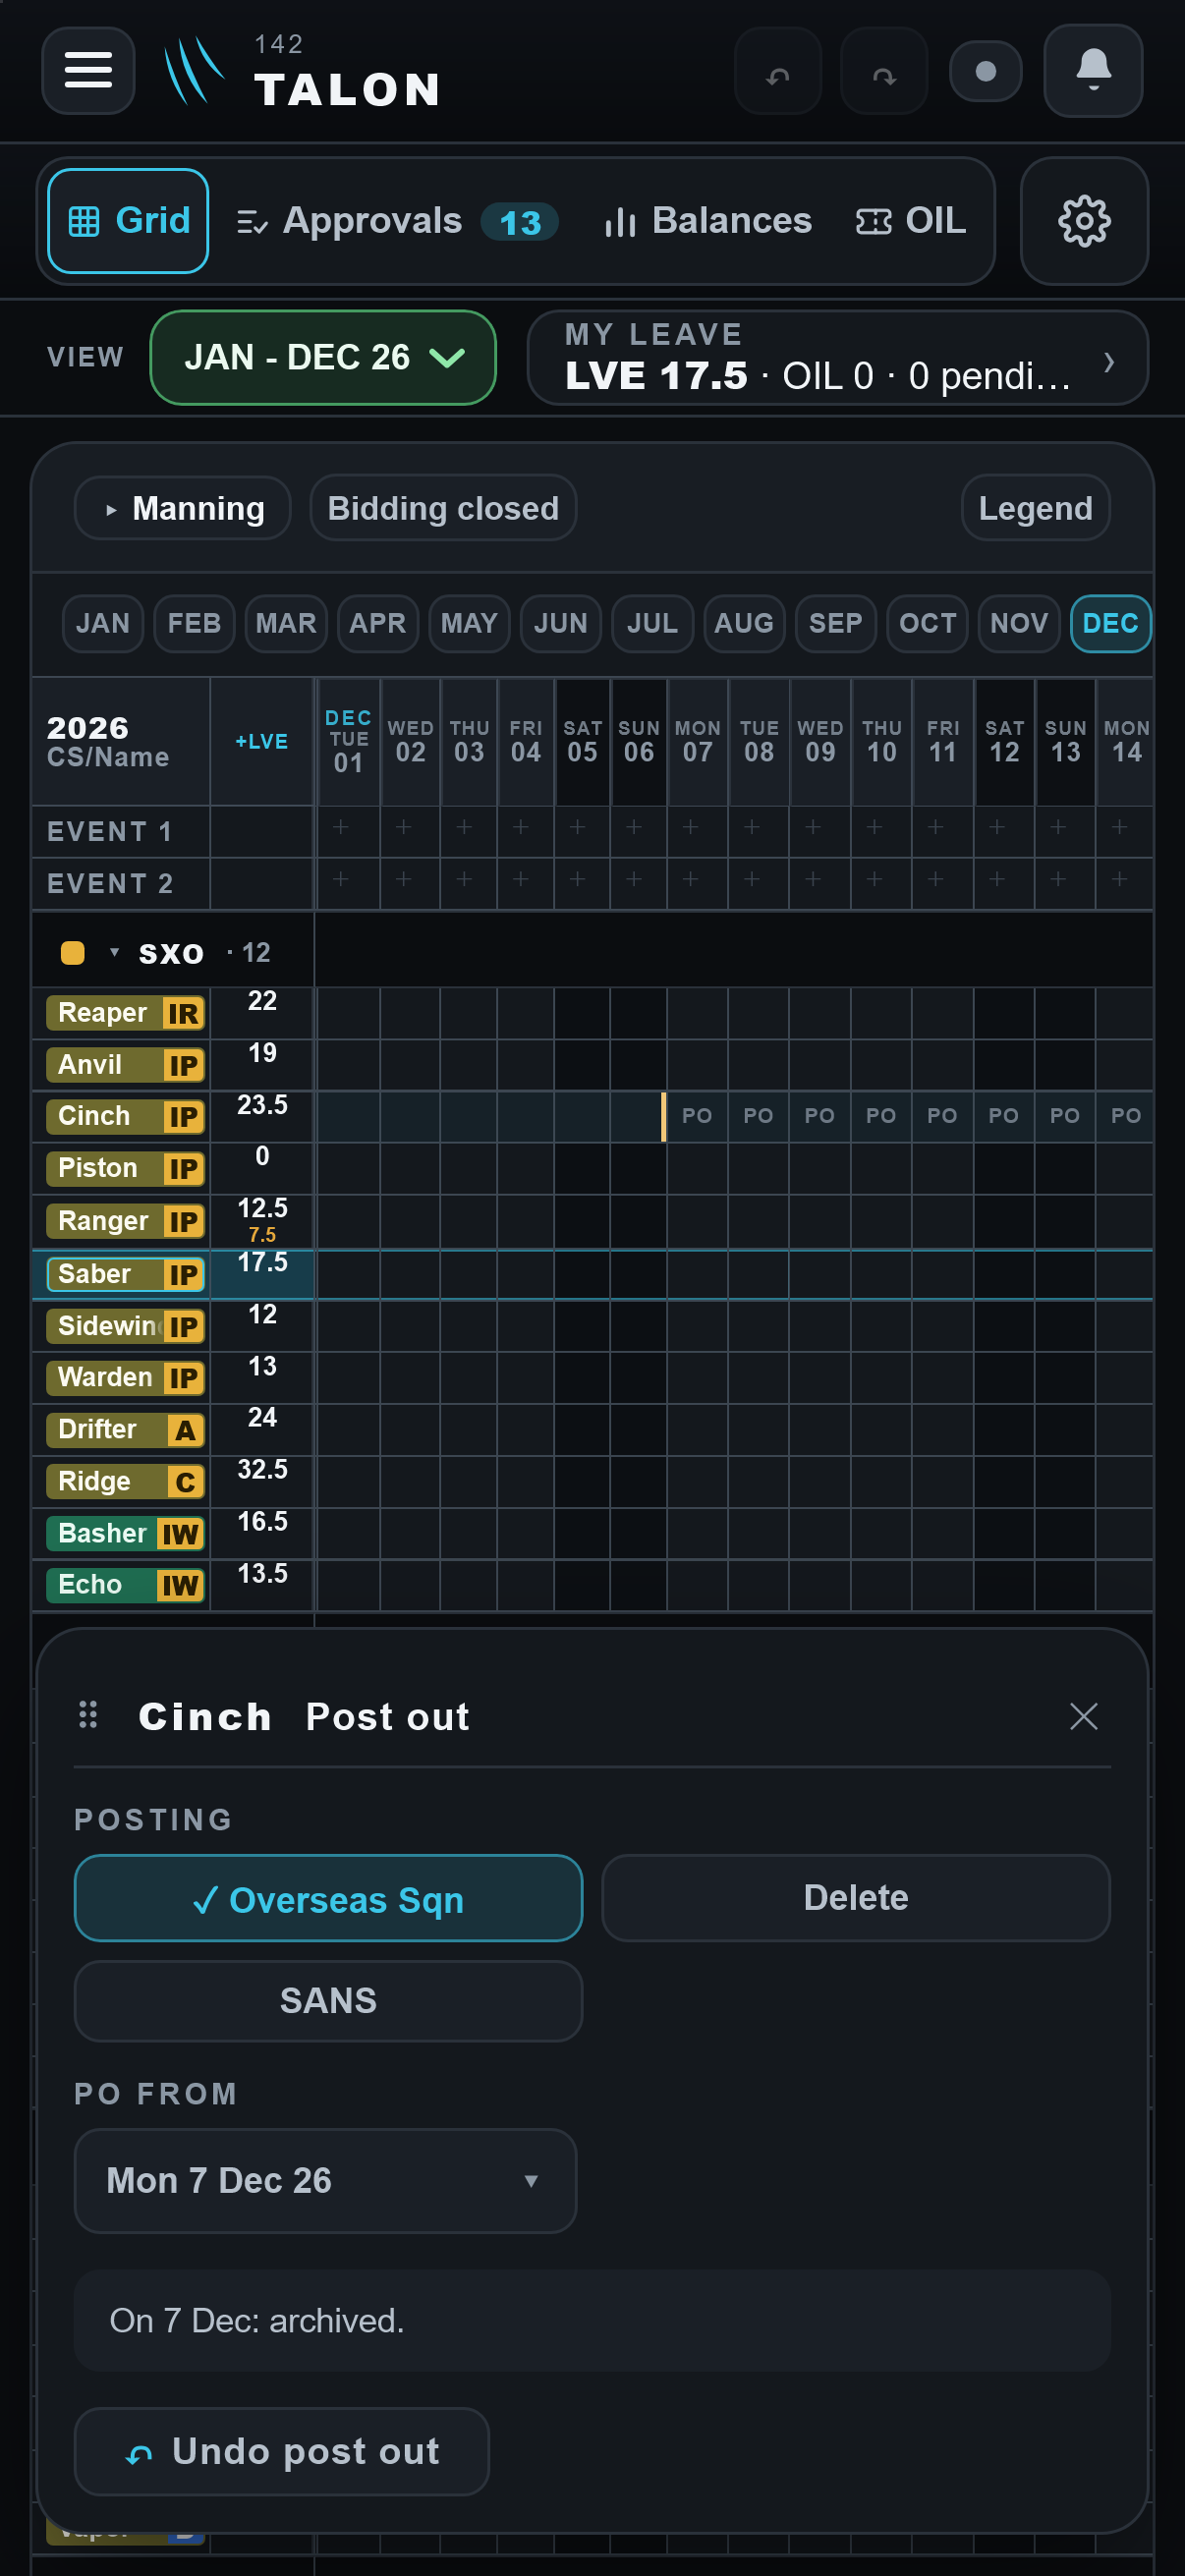 142
TALON
Grid
Approvals 13
Balances
OIL
VIEW
JAN - DEC 26
MY LEAVE
LVE 17.5 · OIL 0 · 0 pendi…
Manning
Bidding closed
Legend
JAN FEB MAR APR MAY JUN JUL AUG SEP OCT NOV DEC
2026
CS/Name
+LVE
DEC
TUE WED THU FRI SAT SUN MON TUE WED THU FRI SAT SUN MON
01 02 03 04 05 06 07 08 09 10 11 12 13 14
EVENT 1 + + + + + + + + + + + + + +
EVENT 2 + + + + + + + + + + + + + +
SXO · 12
Reaper IR 22
Anvil IP 19
Cinch IP 23.5 PO PO PO PO PO PO PO PO
Piston IP 0
Ranger IP 12.5
7.5
Saber IP 17.5
Sidewin IP 12
Warden IP 13
Drifter A 24
Ridge C 32.5
Basher IW 16.5
Echo IW 13.5
Cinch Post out
POSTING
✓ Overseas Sqn
Delete
SANS
PO FROM
Mon 7 Dec 26
On 7 Dec: archived.
Undo post out